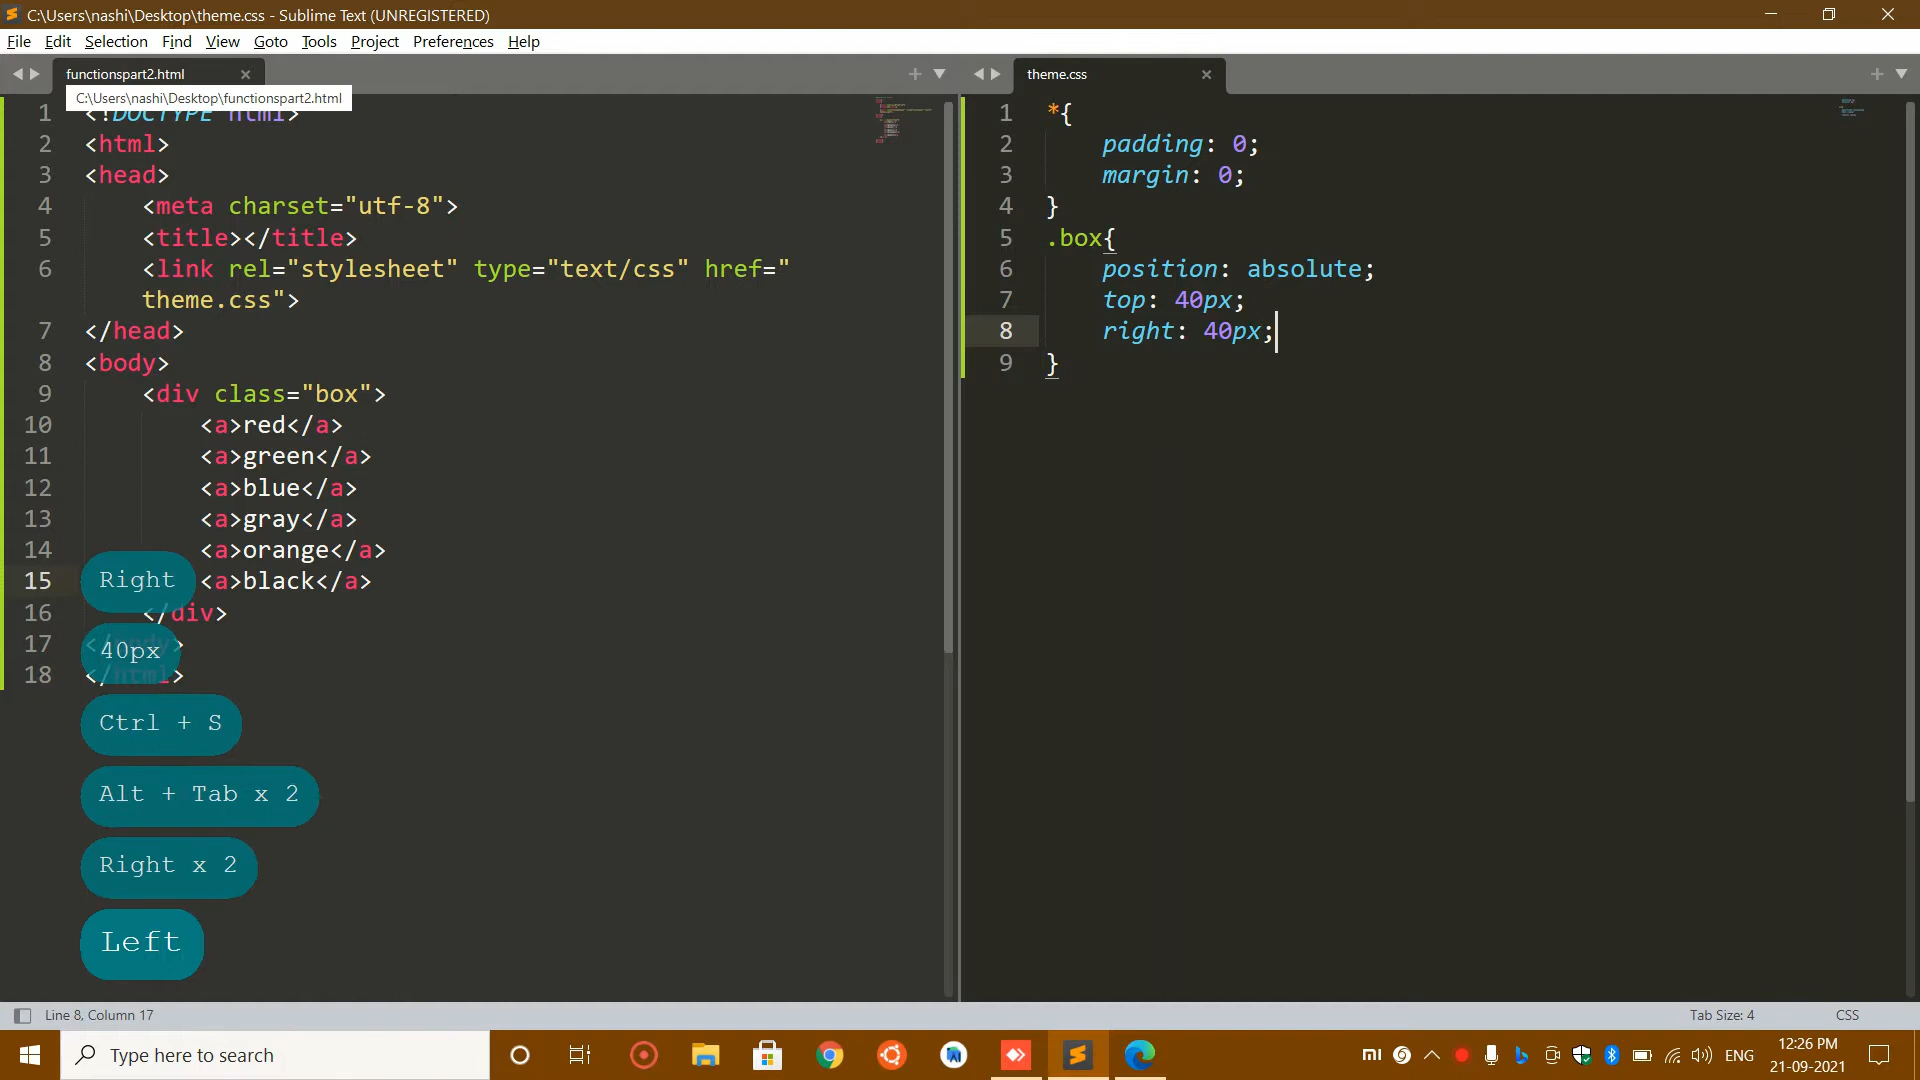 C:\Users\nashi\Desktop\theme.css - Sublime Text (UNREGISTERED)
File Edit Selection Find View Goto Tools Project Preferences Help
functionspart2.html
theme.css
C:\Users\nashi\Desktop\functionspart2.html
1 <!DOCTYPE html>
2 <html>
3 <head>
4 <meta charset="utf-8">
5 <title></title>
6 <link rel="stylesheet" type="text/css" href="
theme.css">
7 </head>
8 <body>
9 <div class="box">
10 <a>red</a>
11 <a>green</a>
12 <a>blue</a>
13 <a>gray</a>
14 <a>orange</a>
15 <a>black</a>
16 </div>
17 </body>
18 </html>
1 *{
2 padding: 0;
3 margin: 0;
4 }
5 .box{
6 position: absolute;
7 top: 40px;
8 right: 40px;
9 }
Right
40px
Ctrl + S
Alt + Tab x 2
Right x 2
Left
Line 8, Column 17
Tab Size: 4
CSS
Type here to search
mi
ENG
12:26 PM
21-09-2021